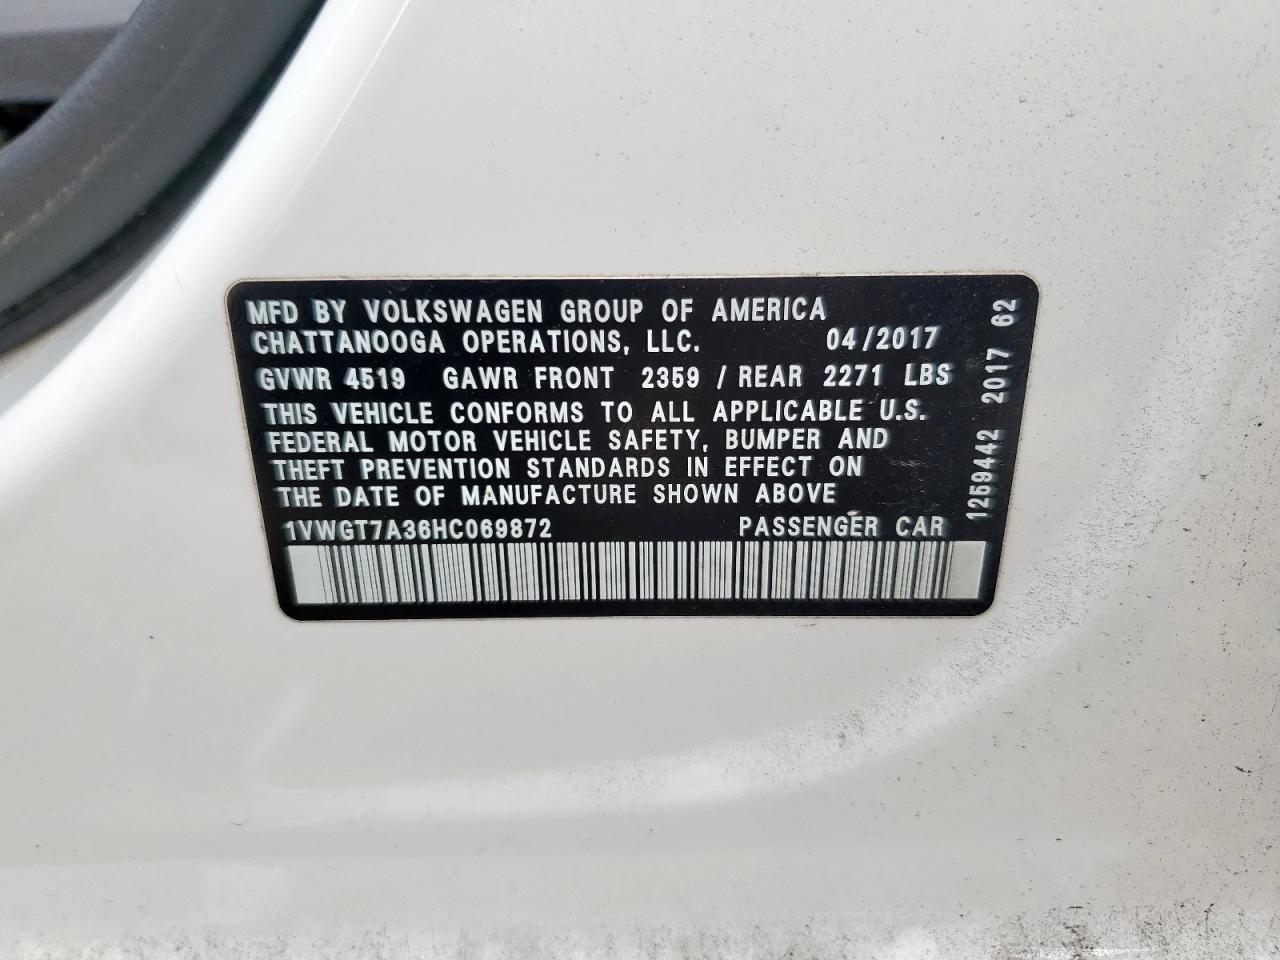 MFD BY VOLKSWAGEN GROUP OF AMERICA
CHATTANOOGA OPERATIONS, LLC. 04/2017
GVWR 4519 GAWR FRONT 2359 / REAR 2271 LBS
THIS VEHICLE CONFORMS TO ALL APPLICABLE U.S.
FEDERAL MOTOR VEHICLE SAFETY, BUMPER AND
THEFT PREVENTION STANDARDS IN EFFECT ON
THE DATE OF MANUFACTURE SHOWN ABOVE
1VWGT7A36HC069872 PASSENGER CAR
1259442 2017 62